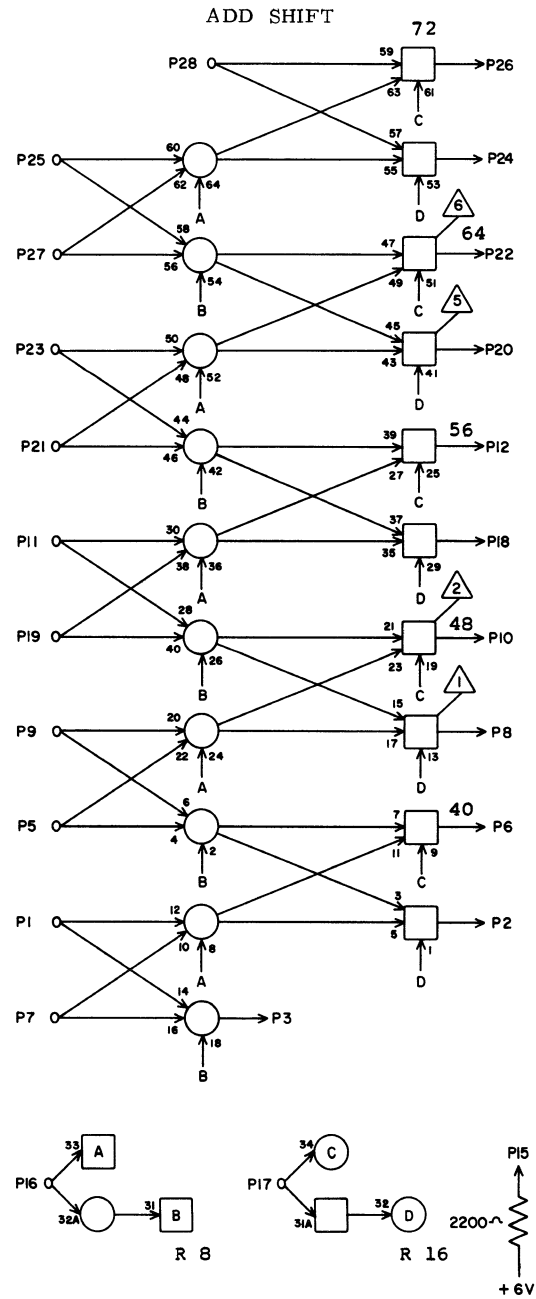 ADD SHIFT
72
P28 59 P26
63 61
C
57
P25 60 55 P24
62 64 53
A D
58 6
P27 56 47 64 P22
54 49 51
B C
45 5
P23 50 43 P20
48 52 41
A D
44 56
P21 46 39 P12
42 27 25
B C
37
P11 30 35 P18
38 36 29
A D
28 2
P19 40 21 48 P10
26 23 19
B C
15 1
P9 20 17 P8
22 24 13
A D
6 40
P5 4 7 P6
2 11 9
B C
3
P1 12 5 P2
10 8 1
A D
14
P7 16 P3
18
B
33 A 34 C P15
P16 P17
32A 31 B 31A 32 D 2200~
R 8 R 16
+6V